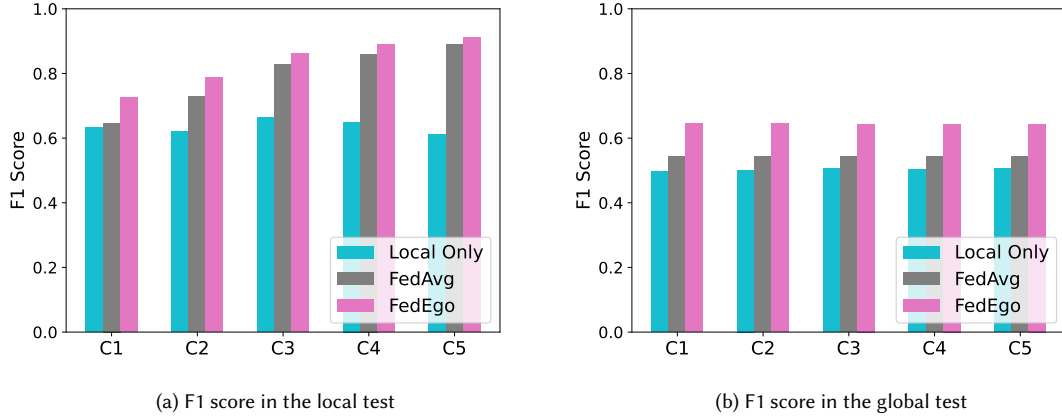 1.0
0.8
0.6
0.4
0.2
0.0
F1 Score
C1 C2 C3 C4 C5
Local Only
FedAvg
FedEgo
(a) F1 score in the local test
1.0
0.8
0.6
0.4
0.2
0.0
F1 Score
C1 C2 C3 C4 C5
Local Only
FedAvg
FedEgo
(b) F1 score in the global test